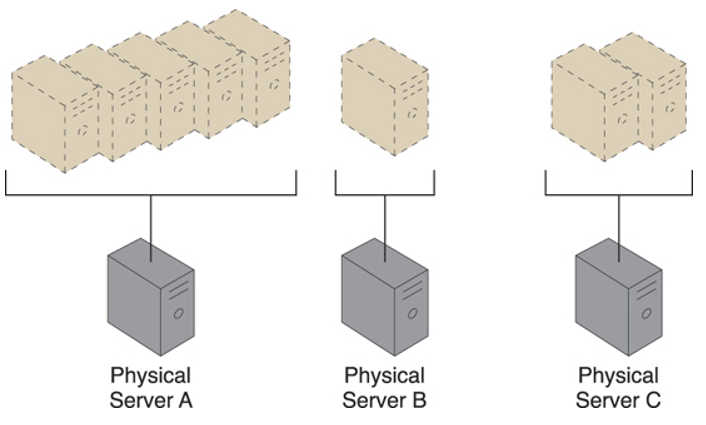 Physical
Server A
Physical
Server B
Physical
Server C